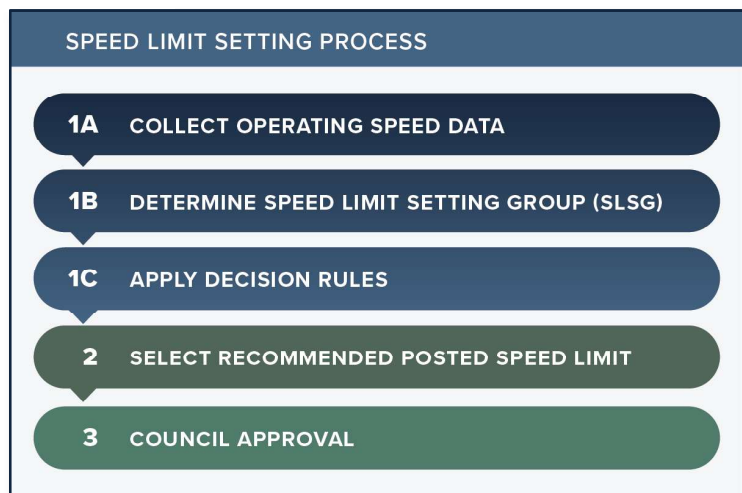 SPEED LIMIT SETTING PROCESS
1A COLLECT OPERATING SPEED DATA
1B DETERMINE SPEED LIMIT SETTING GROUP (SLSG)
1C APPLY DECISION RULES
2 SELECT RECOMMENDED POSTED SPEED LIMIT
3 COUNCIL APPROVAL